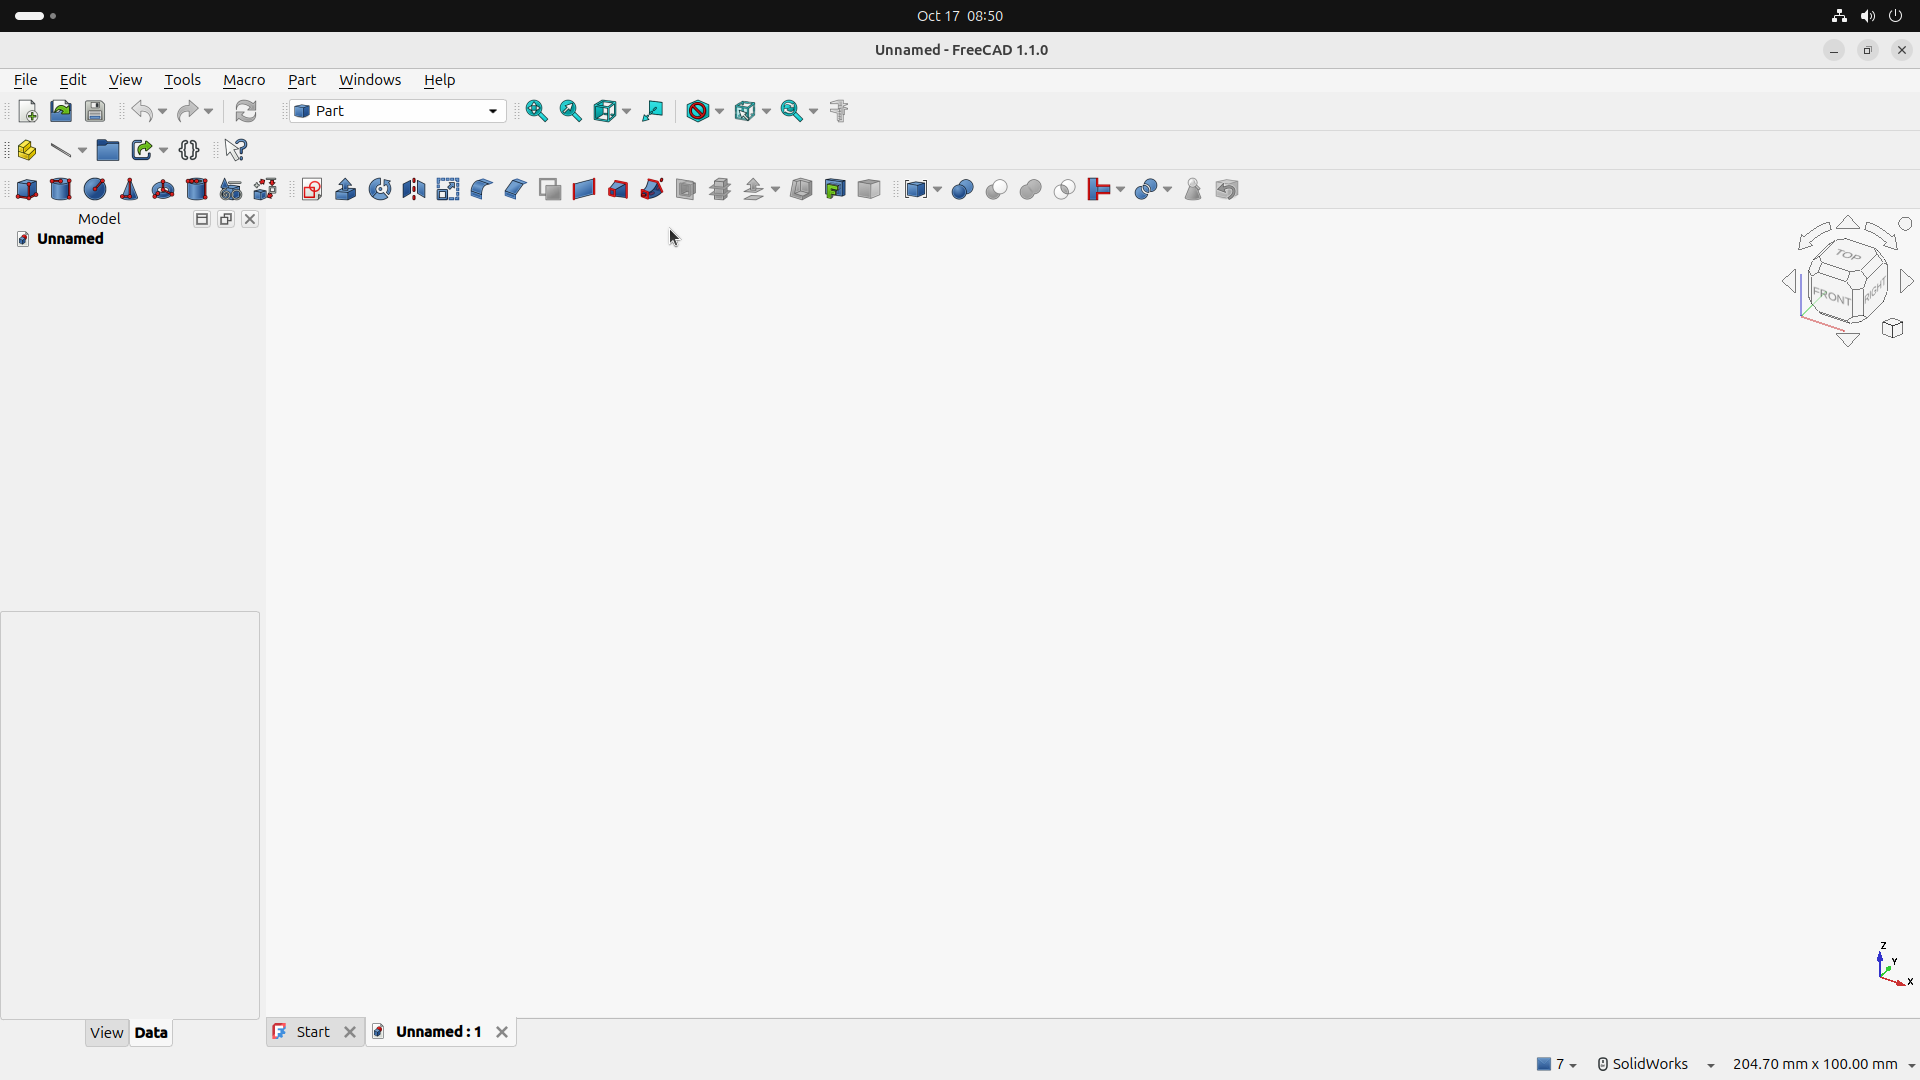 Oct 17 08:50
Unnamed - FreeCAD 1.1.0
File Edit View Tools Macro Part Windows Help
Part
Model
Unnamed
TOP
FRONT
RIGHT
Z
Y
X
View Data
Start
Unnamed : 1
7
SolidWorks
204.70 mm x 100.00 mm